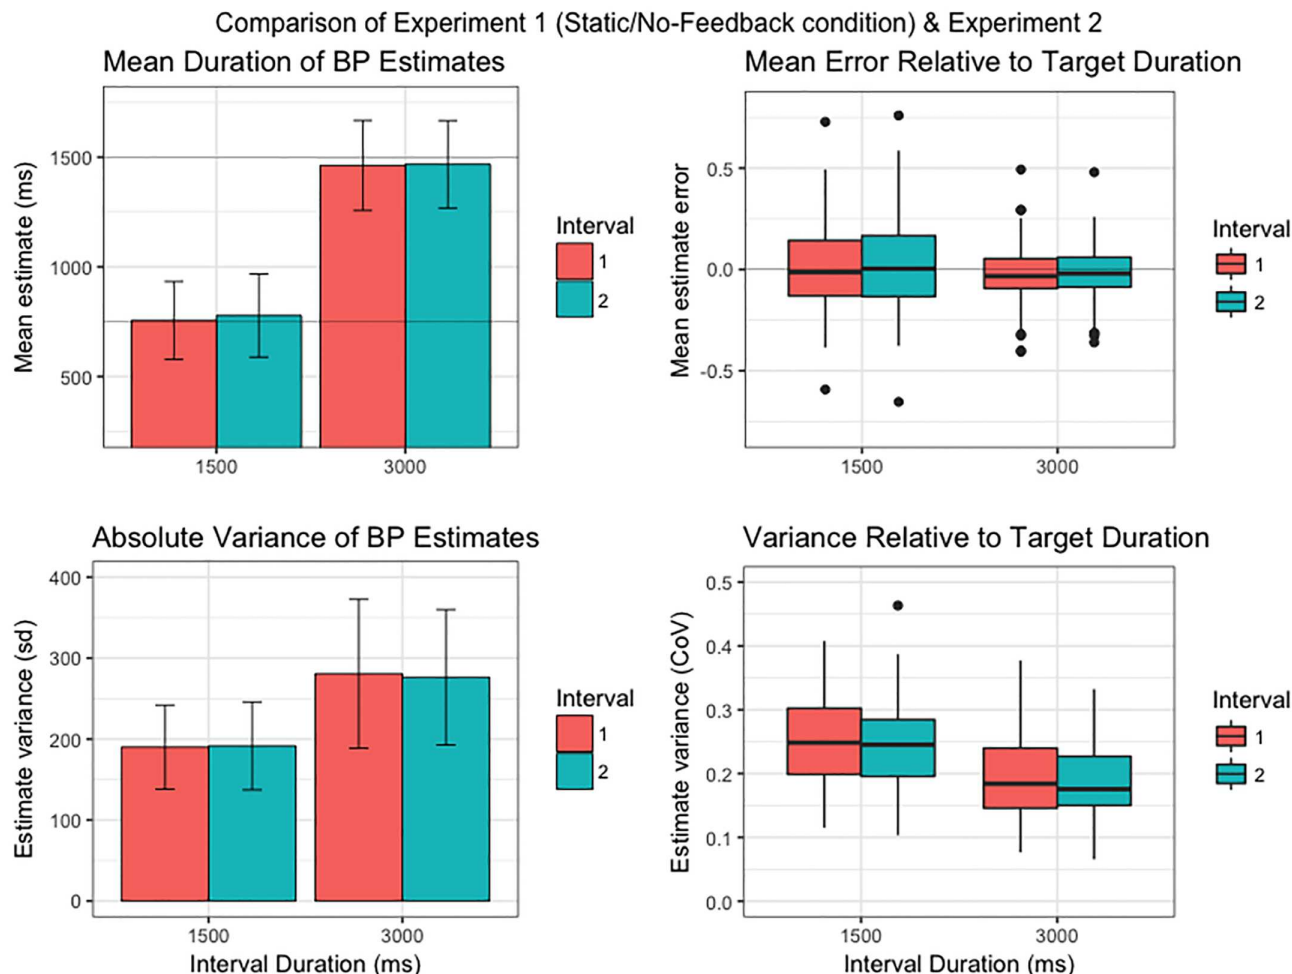 Comparison of Experiment 1 (Static/No-Feedback condition) & Experiment 2
Mean Duration of BP Estimates
Mean estimate (ms)
1500
1000
500
1500
3000
Interval
1
2
Mean Error Relative to Target Duration
Mean estimate error
0.5
0.0
-0.5
1500
3000
Interval
1
2
Absolute Variance of BP Estimates
Estimate variance (sd)
400
300
200
100
0
1500
3000
Interval Duration (ms)
Interval
1
2
Variance Relative to Target Duration
Estimate variance (CoV)
0.5
0.4
0.3
0.2
0.1
0.0
1500
3000
Interval Duration (ms)
Interval
1
2